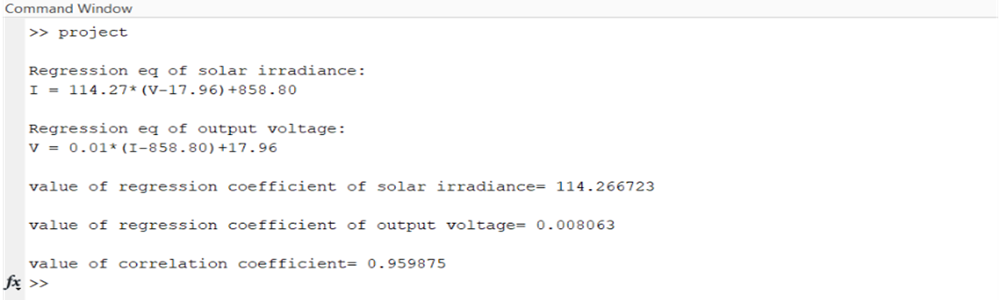 Command Window
>> project
Regression eq of solar irradiance:
I = 114.27*(V-17.96)+858.80
Regression eq of output voltage:
V = 0.01*(I-858.80)+17.96
value of regression coefficient of solar irradiance= 114.266723
value of regression coefficient of output voltage= 0.008063
value of correlation coefficient= 0.959875
fx >>